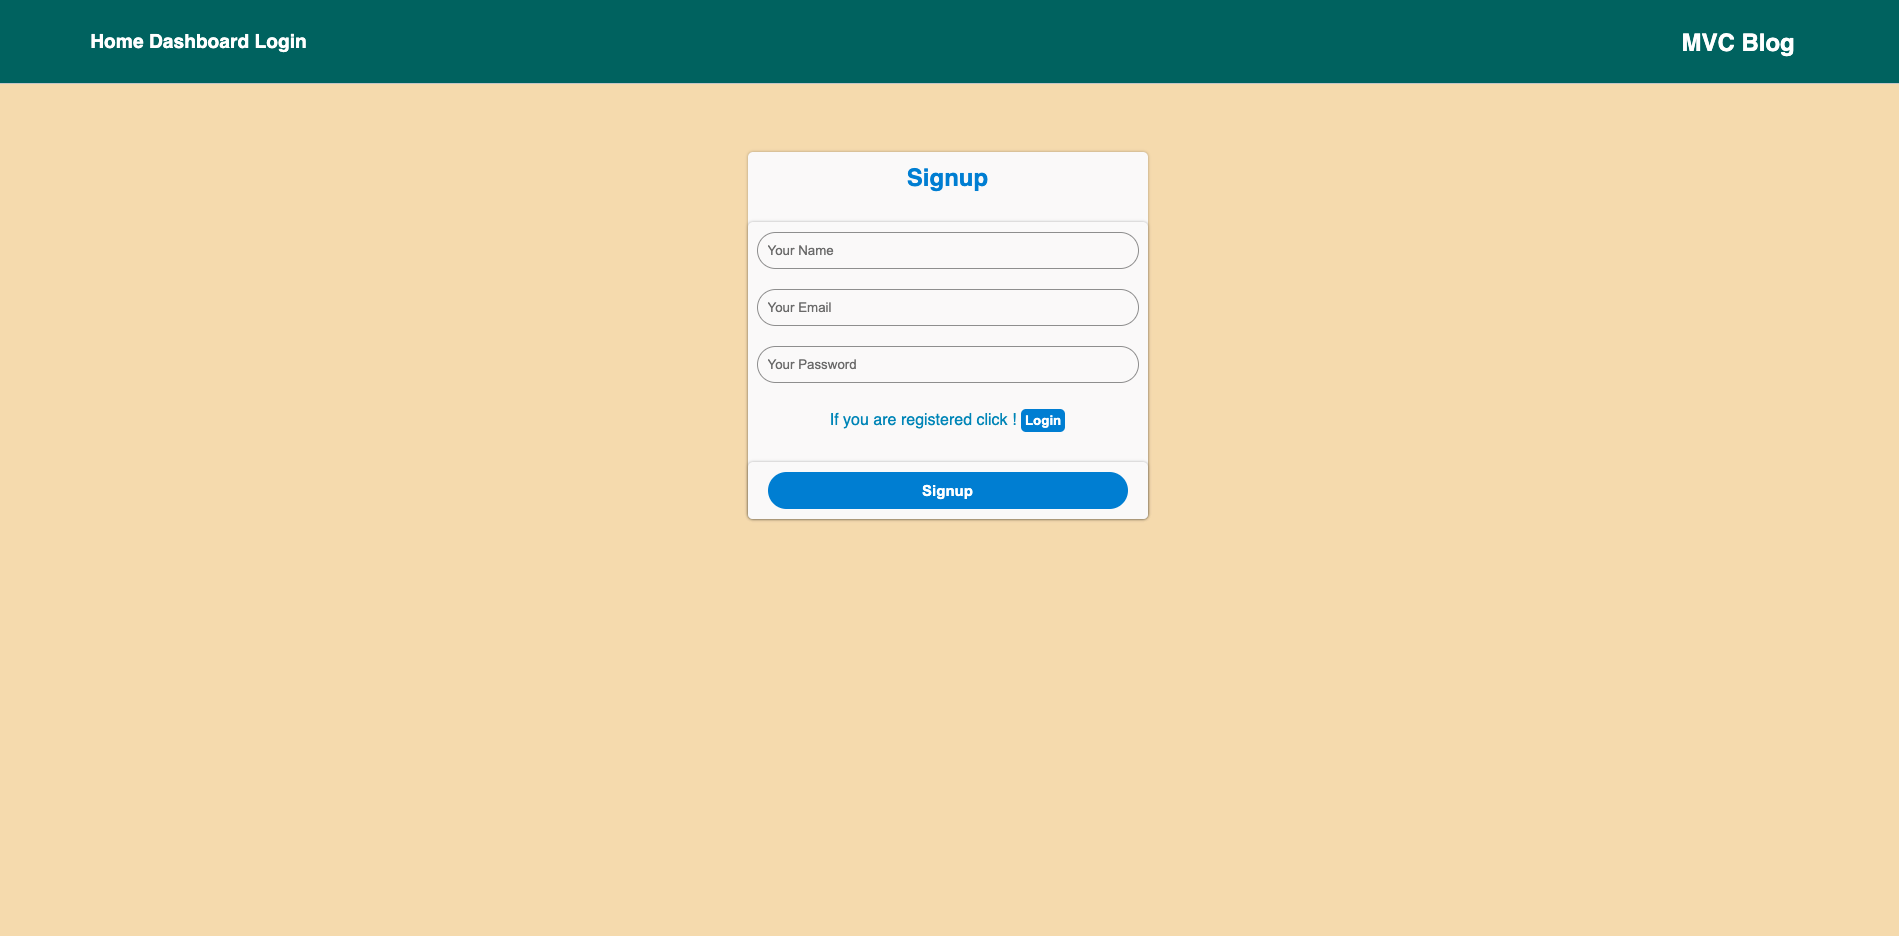 Home Dashboard Login
MVC Blog
Signup
Your Name
Your Email
Your Password
If you are registered click ! Login
Signup